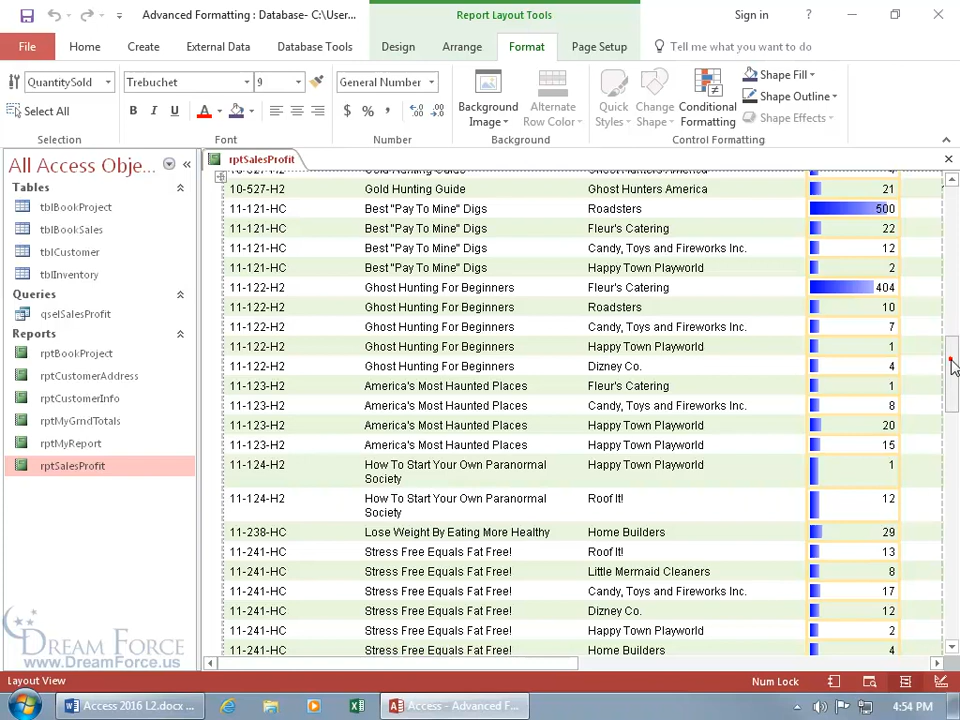 Advanced Formatting : Database- C:\User...
Report Layout Tools
Sign in
?
File
Home
Create
External Data
Database Tools
Design
Arrange
Format
Page Setup
Tell me what you want to do
QuantitySold
Select All
Selection
Trebuchet
9
B I U
A
Font
General Number
$ % ,
Number
Background Image
Alternate Row Color
Background
Quick Styles
Change Shape
Conditional Formatting
Shape Fill
Shape Outline
Shape Effects
Control Formatting
All Access Obje...
Tables
tblBookProject
tblBookSales
tblCustomer
tblInventory
Queries
qselSalesProfit
Reports
rptBookProject
rptCustomerAddress
rptCustomerInfo
rptMyGrndTotals
rptMyReport
rptSalesProfit
rptSalesProfit
10-527-H2 Gold Hunting Guide Ghost Hunters America 4
10-527-H2 Gold Hunting Guide Ghost Hunters America 21
11-121-HC Best "Pay To Mine" Digs Roadsters 500
11-121-HC Best "Pay To Mine" Digs Fleur's Catering 22
11-121-HC Best "Pay To Mine" Digs Candy, Toys and Fireworks Inc. 12
11-121-HC Best "Pay To Mine" Digs Happy Town Playworld 2
11-122-H2 Ghost Hunting For Beginners Fleur's Catering 404
11-122-H2 Ghost Hunting For Beginners Roadsters 10
11-122-H2 Ghost Hunting For Beginners Candy, Toys and Fireworks Inc. 7
11-122-H2 Ghost Hunting For Beginners Happy Town Playworld 1
11-122-H2 Ghost Hunting For Beginners Dizney Co. 4
11-123-H2 America's Most Haunted Places Fleur's Catering 1
11-123-H2 America's Most Haunted Places Candy, Toys and Fireworks Inc. 8
11-123-H2 America's Most Haunted Places Happy Town Playworld 20
11-123-H2 America's Most Haunted Places Happy Town Playworld 15
11-124-H2 How To Start Your Own Paranormal Happy Town Playworld 1
Society
11-124-H2 How To Start Your Own Paranormal Roof It! 12
Society
11-238-HC Lose Weight By Eating More Healthy Home Builders 29
11-241-HC Stress Free Equals Fat Free! Roof It! 13
11-241-HC Stress Free Equals Fat Free! Little Mermaid Cleaners 8
11-241-HC Stress Free Equals Fat Free! Candy, Toys and Fireworks Inc. 17
11-241-HC Stress Free Equals Fat Free! Dizney Co. 12
11-241-HC Stress Free Equals Fat Free! Happy Town Playworld 2
11-241-HC Stress Free Equals Fat Free! Home Builders 4
DREAM FORCE
www.DreamForce.us
Layout View
Num Lock
Access 2016 L2.docx ...
Access - Advanced F...
4:54 PM